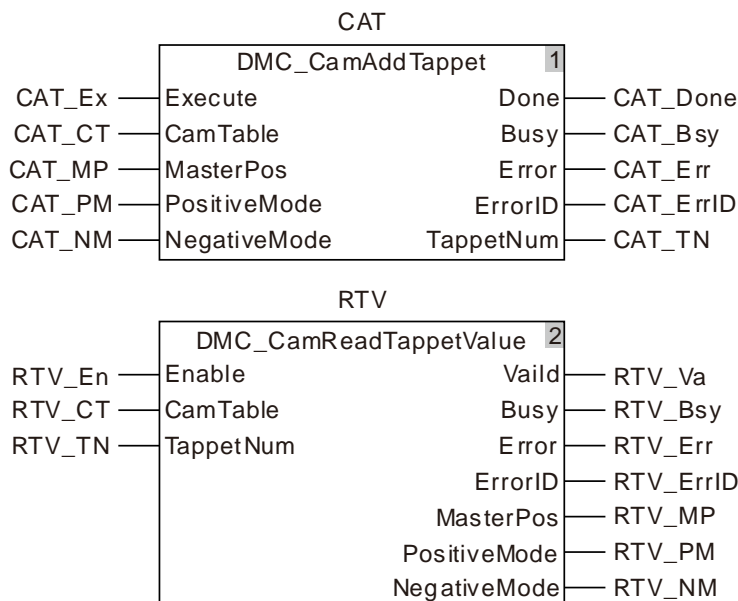 CAT
DMC_CamAddTappet 1
CAT_Ex Execute Done CAT_Done
CAT_CT CamTable Busy CAT_Bsy
CAT_MP MasterPos Error CAT_Err
CAT_PM PositiveMode ErrorID CAT_ErrID
CAT_NM NegativeMode TappetNum CAT_TN
RTV
DMC_CamReadTappetValue 2
RTV_En Enable Vaild RTV_Va
RTV_CT CamTable Busy RTV_Bsy
RTV_TN TappetNum Error RTV_Err
ErrorID RTV_ErrID
MasterPos RTV_MP
PositiveMode RTV_PM
NegativeMode RTV_NM